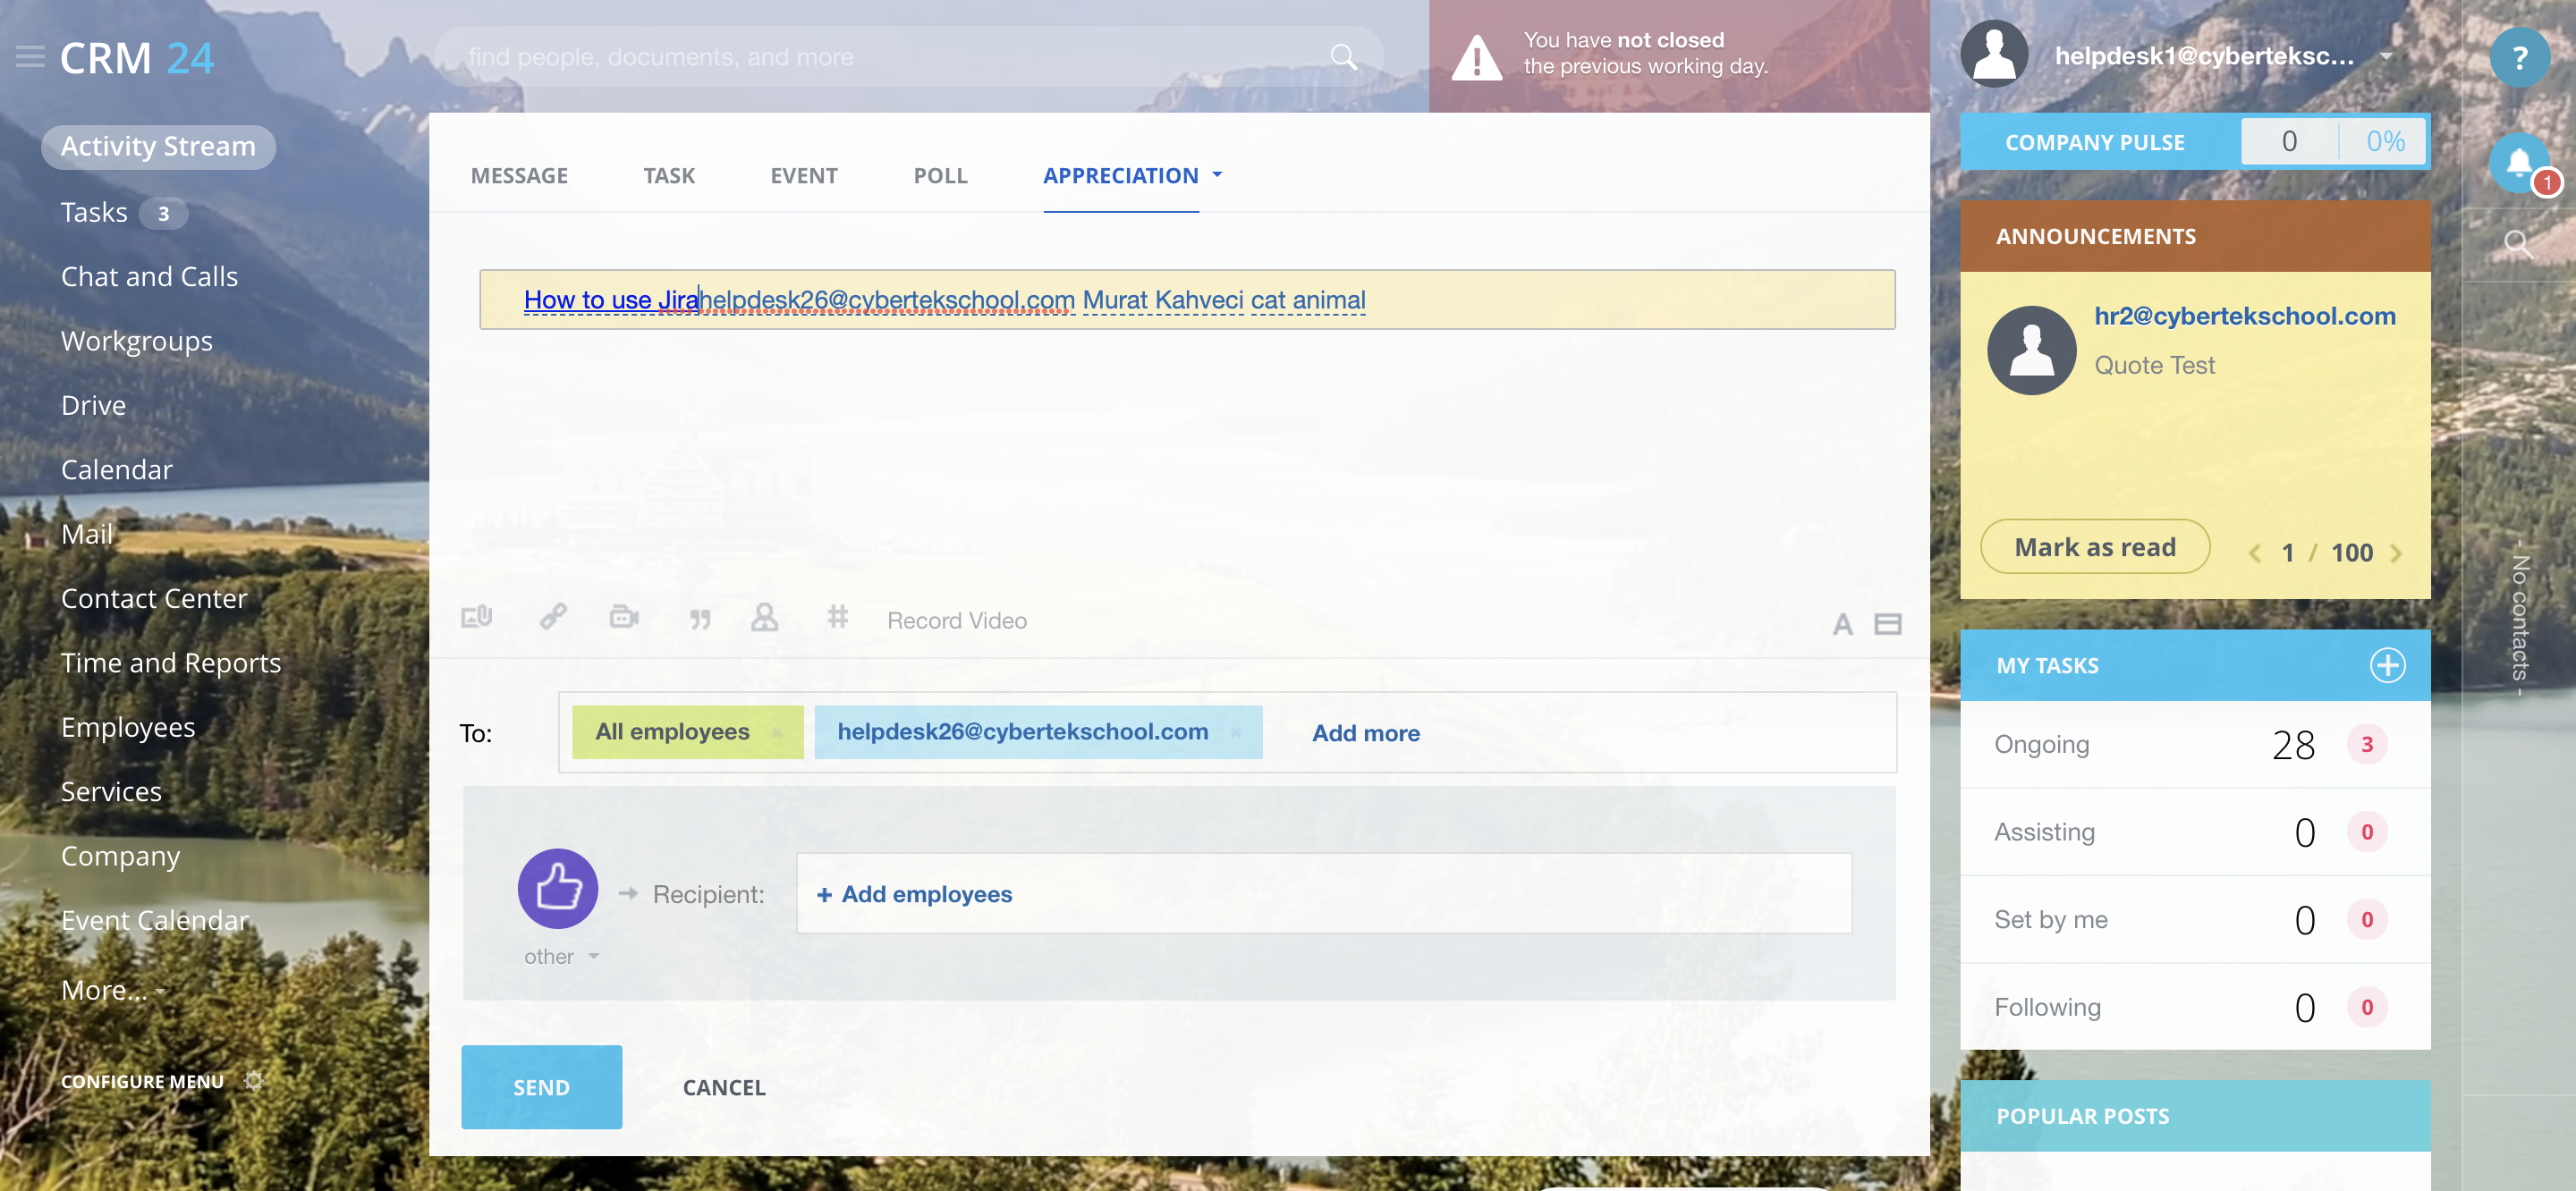 CRM 24
find people, documents, and more
You have not closed
the previous working day.
helpdesk1@cyberteksc...
?
Activity Stream
Tasks 3
Chat and Calls
Workgroups
Drive
Calendar
Mail
Contact Center
Time and Reports
Employees
Services
Company
Event Calendar
More...
CONFIGURE MENU
MESSAGE TASK EVENT POLL APPRECIATION
How to use Jirahelpdesk26@cybertekschool.com Murat Kahveci cat animal
Record Video
A
To: All employees × helpdesk26@cybertekschool.com × Add more
Recipient: + Add employees
other
SEND CANCEL
COMPANY PULSE 0 0%
ANNOUNCEMENTS
hr2@cybertekschool.com
Quote Test
Mark as read 1 / 100
MY TASKS
Ongoing 28 3
Assisting 0 0
Set by me 0 0
Following 0 0
POPULAR POSTS
1
- No contacts -